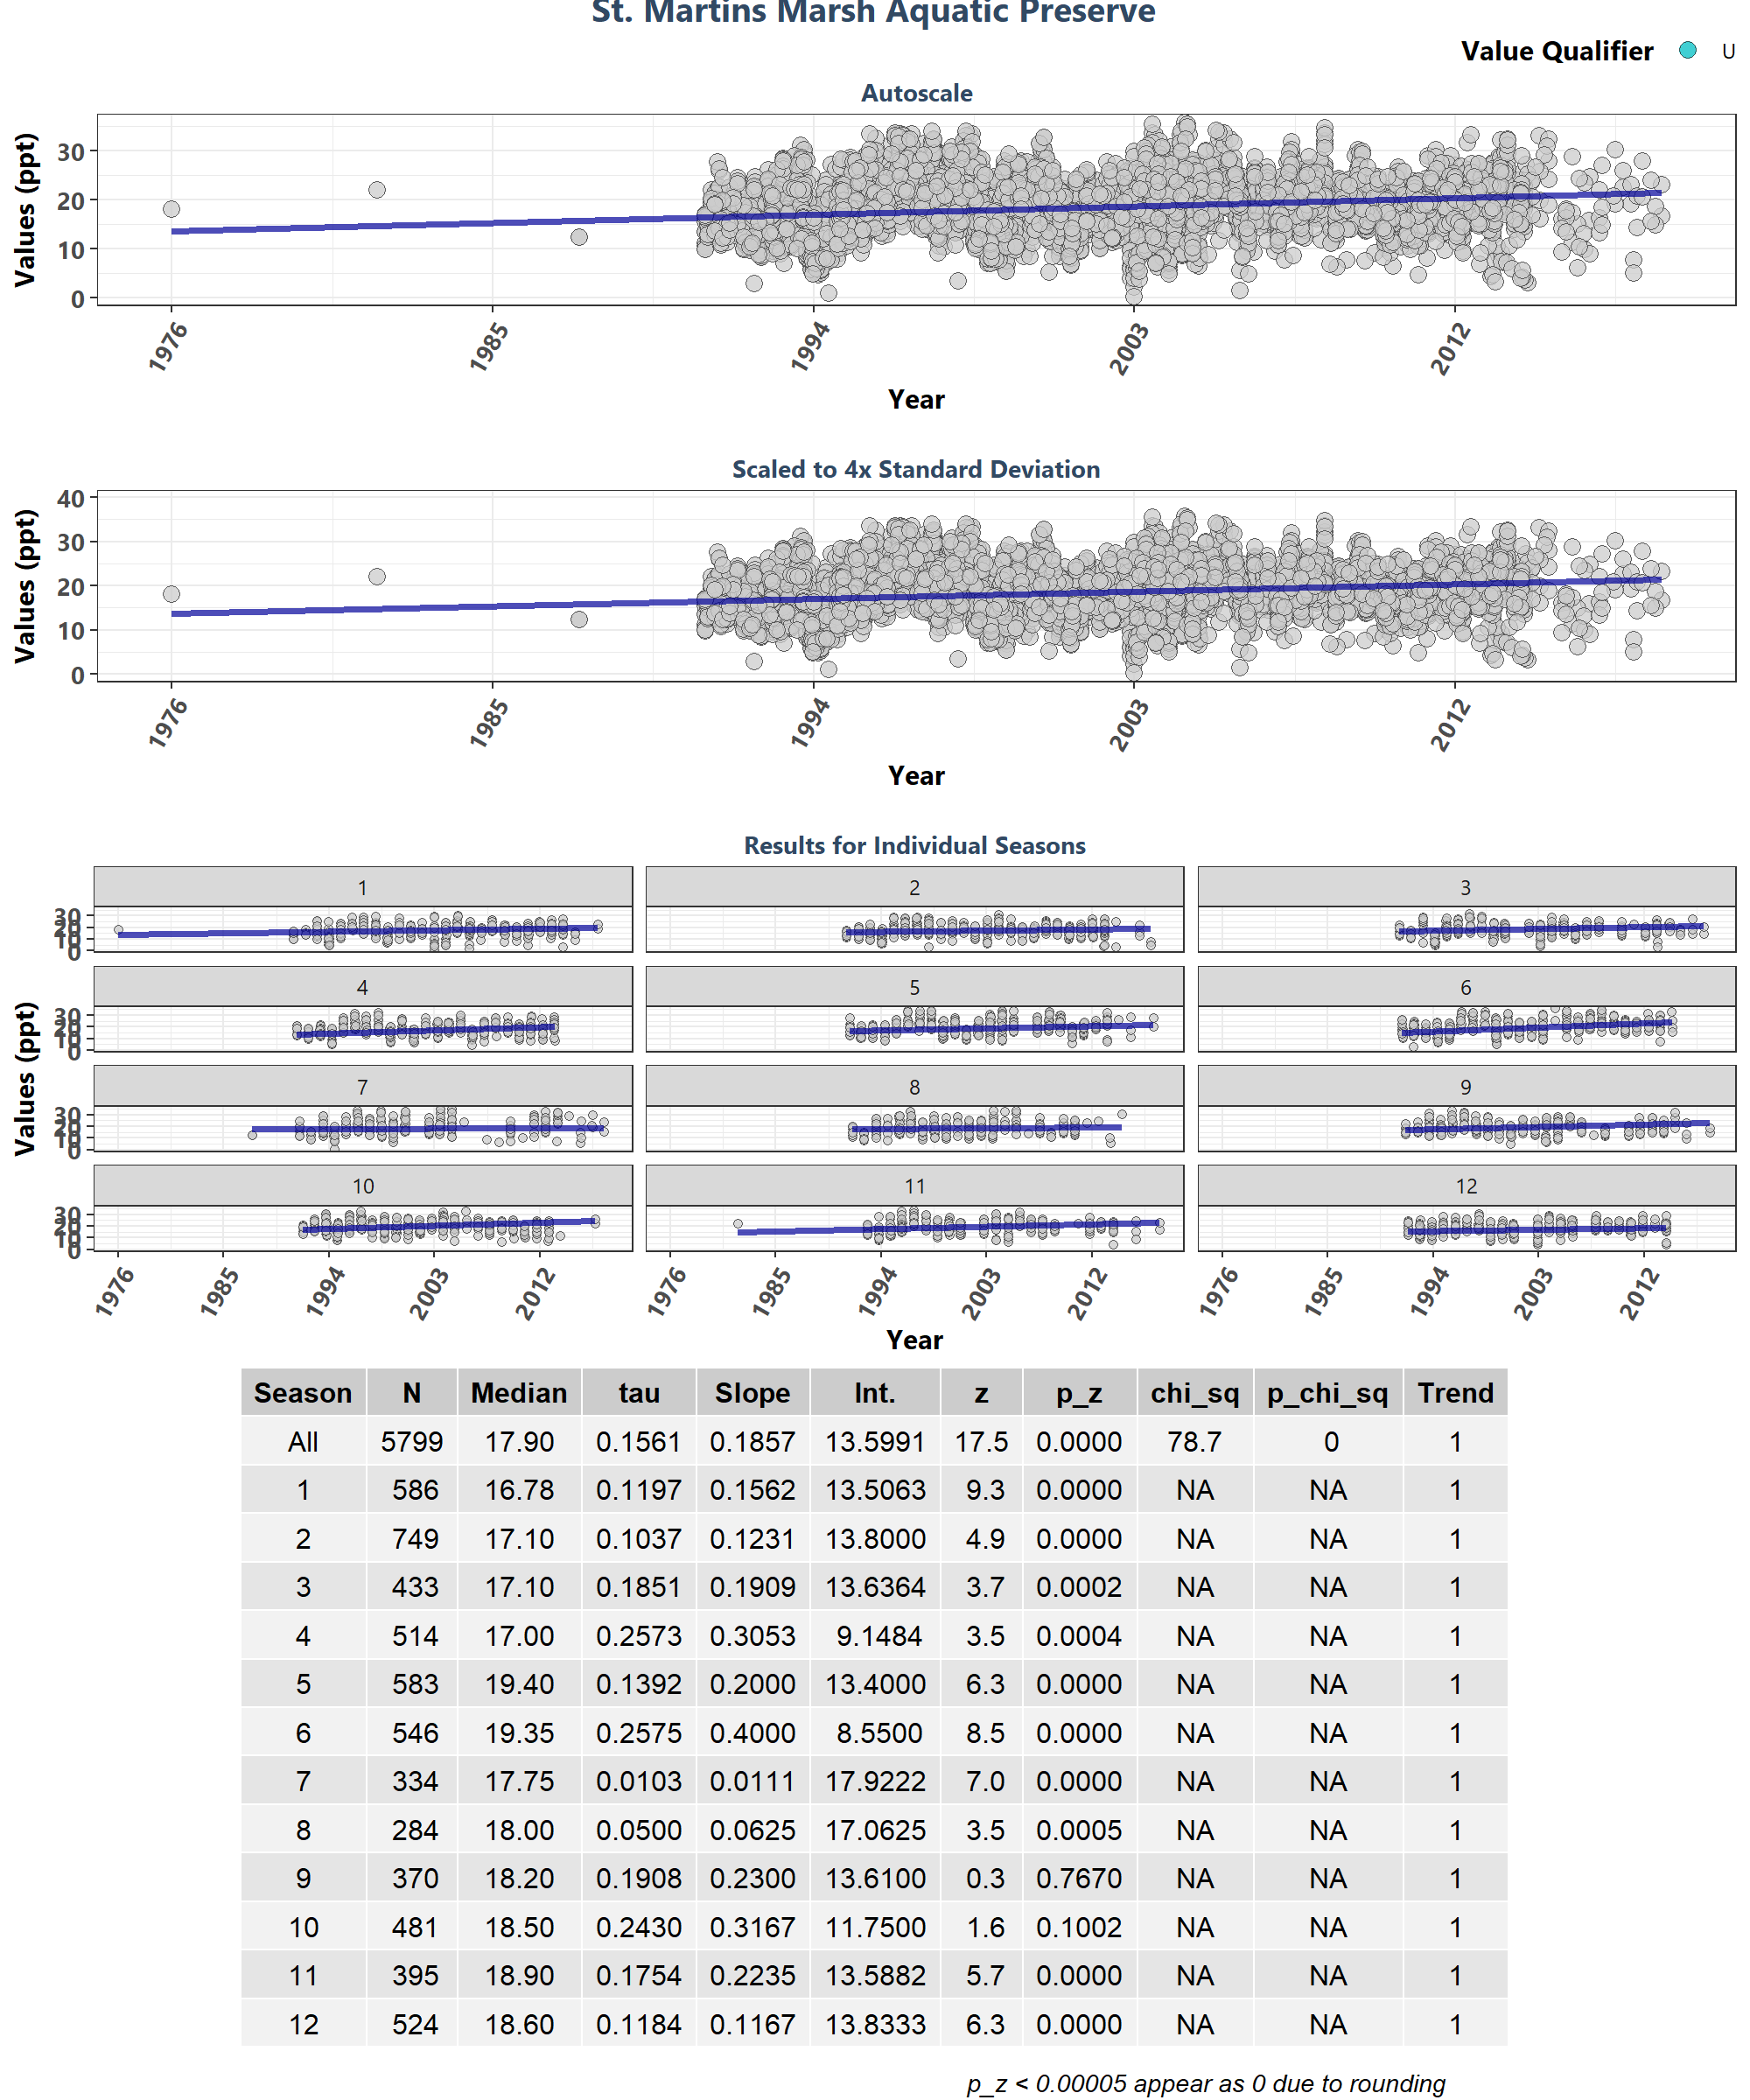 St. Martins Marsh Aquatic Preserve
Value Qualifier U
Autoscale
Values (ppt)
30
20
10
0
1976 1985 1994 2003 2012
Year
Scaled to 4x Standard Deviation
Values (ppt)
40
30
20
10
0
1976 1985 1994 2003 2012
Year
Results for Individual Seasons
Values (ppt)
1 2 3
30
20
10
0
4 5 6
30
20
10
0
7 8 9
30
20
10
0
10 11 12
30
20
10
0
1976 1985 1994 2003 2012 1976 1985 1994 2003 2012 1976 1985 1994 2003 2012
Year
Season N Median tau Slope Int. z p_z chi_sq p_chi_sq Trend
All 5799 17.90 0.1561 0.1857 13.5991 17.5 0.0000 78.7 0 1
1 586 16.78 0.1197 0.1562 13.5063 9.3 0.0000 NA NA 1
2 749 17.10 0.1037 0.1231 13.8000 4.9 0.0000 NA NA 1
3 433 17.10 0.1851 0.1909 13.6364 3.7 0.0002 NA NA 1
4 514 17.00 0.2573 0.3053 9.1484 3.5 0.0004 NA NA 1
5 583 19.40 0.1392 0.2000 13.4000 6.3 0.0000 NA NA 1
6 546 19.35 0.2575 0.4000 8.5500 8.5 0.0000 NA NA 1
7 334 17.75 0.0103 0.0111 17.9222 7.0 0.0000 NA NA 1
8 284 18.00 0.0500 0.0625 17.0625 3.5 0.0005 NA NA 1
9 370 18.20 0.1908 0.2300 13.6100 0.3 0.7670 NA NA 1
10 481 18.50 0.2430 0.3167 11.7500 1.6 0.1002 NA NA 1
11 395 18.90 0.1754 0.2235 13.5882 5.7 0.0000 NA NA 1
12 524 18.60 0.1184 0.1167 13.8333 6.3 0.0000 NA NA 1
p_z < 0.00005 appear as 0 due to rounding